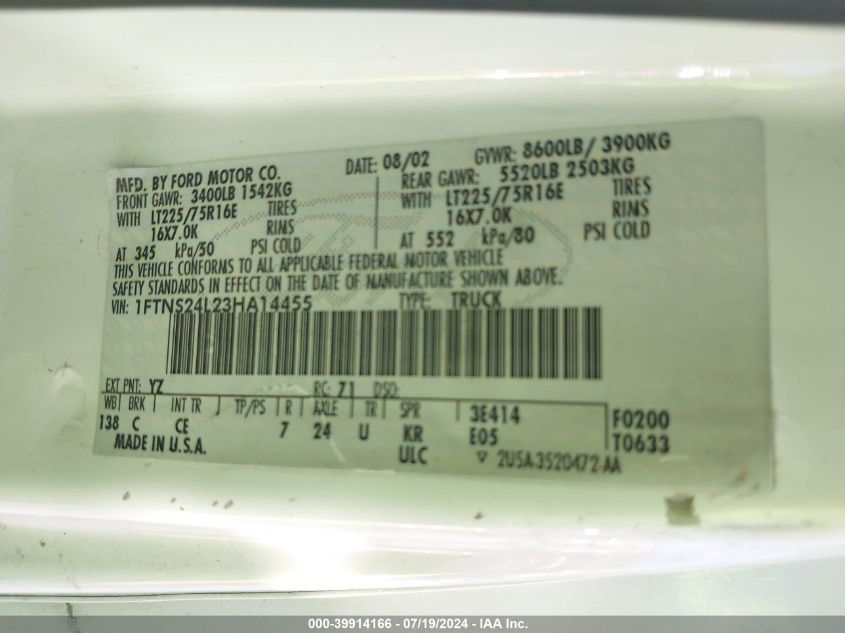 MFD. BY FORD MOTOR CO. DATE: 08/02 GVWR: 8600LB/ 3900KG
FRONT GAWR: 3400LB 1542KG REAR GAWR: 5520LB 2503KG
WITH LT225/75R16E TIRES WITH LT225/75R16E TIRES
16X7.0K RIMS 16X7.0K RIMS
AT 345 kPa/50 PSI COLD AT 552 kPa/80 PSI COLD
THIS VEHICLE CONFORMS TO ALL APPLICABLE FEDERAL MOTOR VEHICLE
SAFETY STANDARDS IN EFFECT ON THE DATE OF MANUFACTURE SHOWN ABOVE.
VIN: 1FTNS24L23HA14455 TYPE: TRUCK
EXT PNT: YZ RC: 71 DSO:
WB BRK INT TR TP/PS R AXLE TR SPR 3E414 F0200
138 C CE 7 24 U KR E05 T0633
MADE IN U.S.A. ULC 2USA-3520472-AA
000-39914166 - 07/19/2024 - IAA Inc.